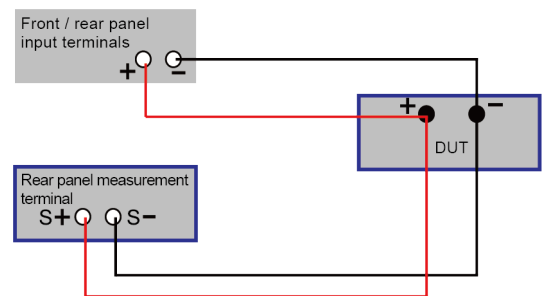 Front / rear panel
input terminals
+ −
+ −
DUT
Rear panel measurement
terminal
S+ S−